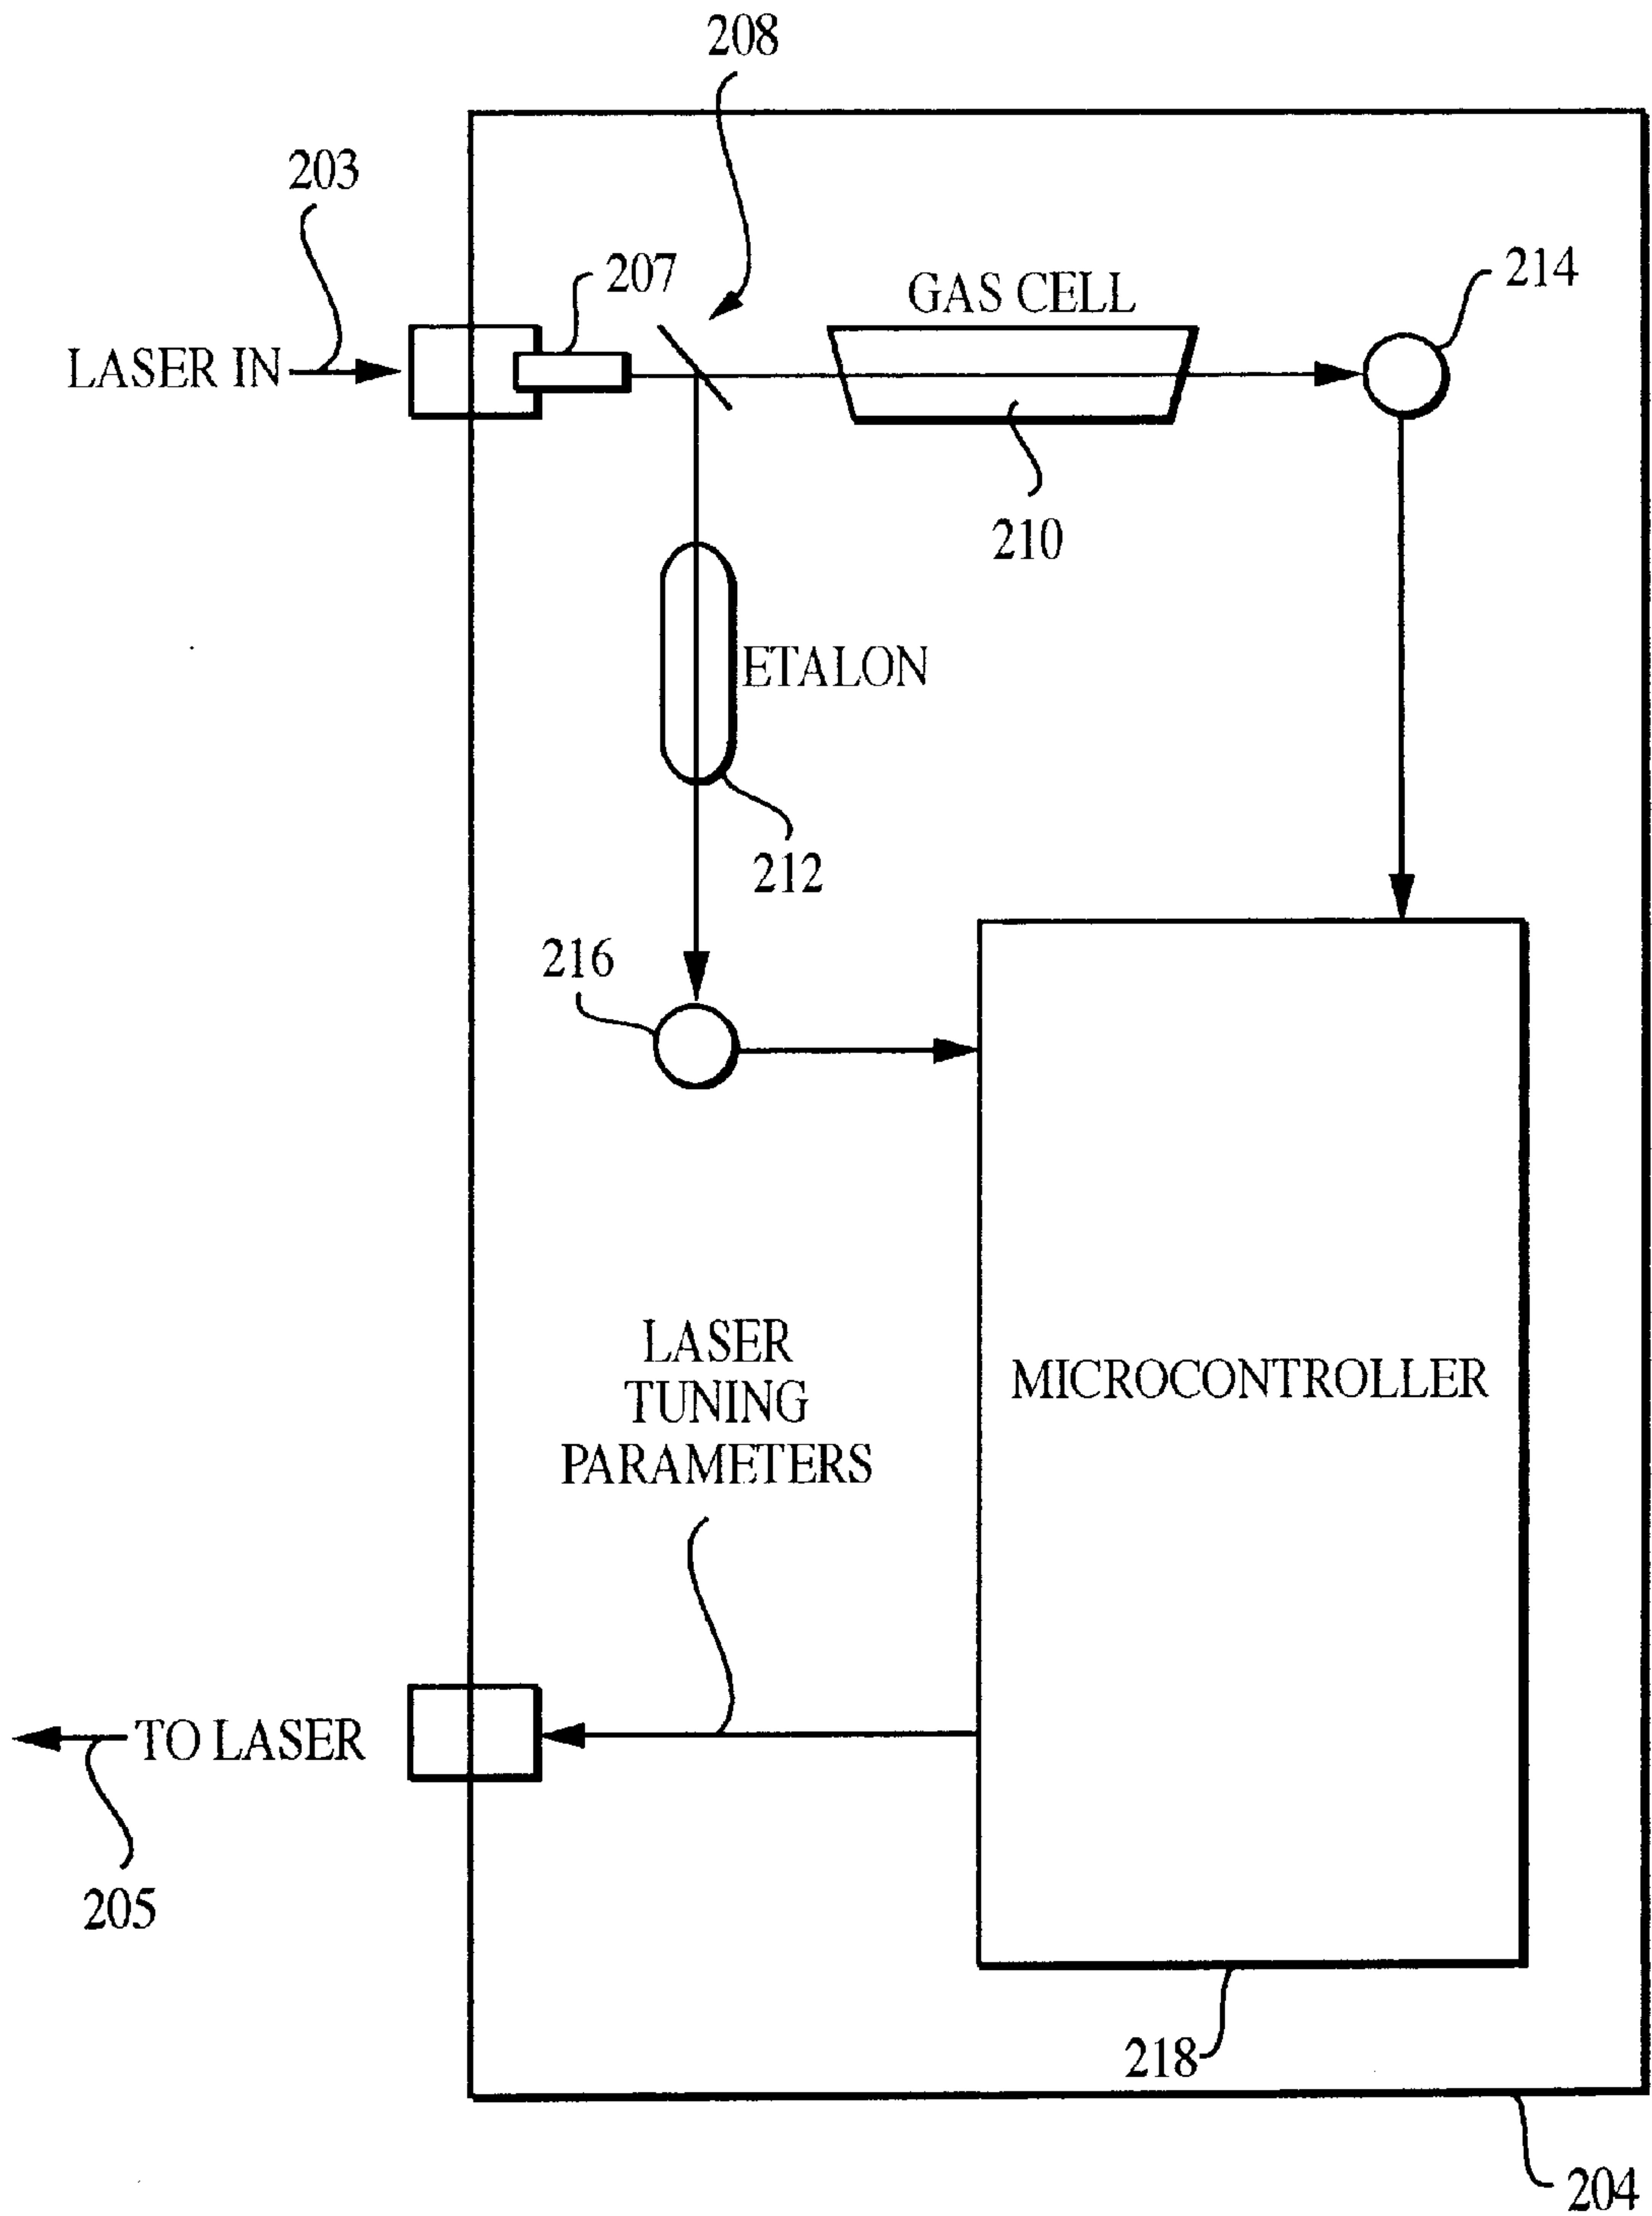 208
203
207
GAS CELL
214
LASER IN
210
ETALON
212
216
LASER
TUNING
PARAMETERS
MICROCONTROLLER
TO LASER
205
218
204